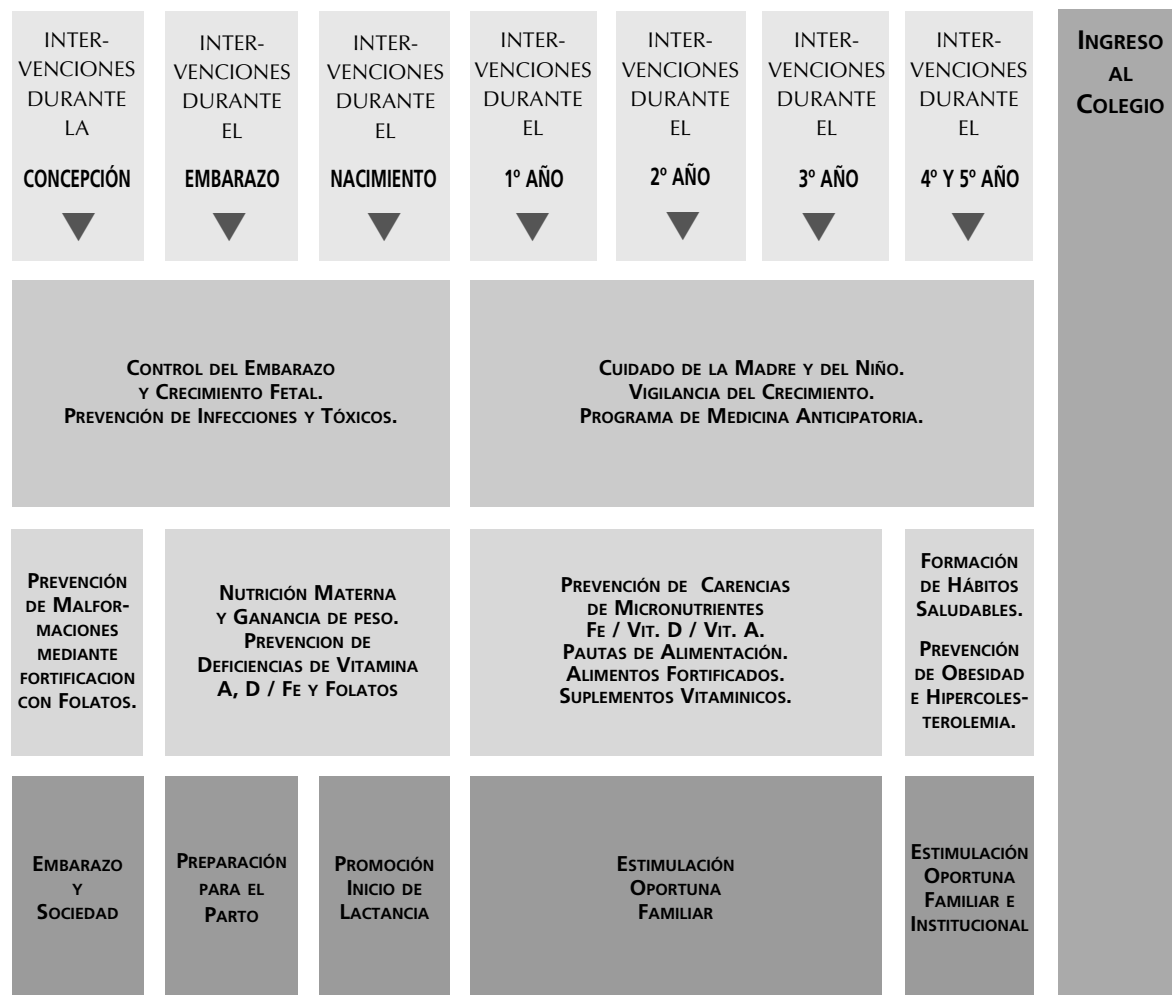 INTER-
VENCIONES
DURANTE
LA
CONCEPCIÓN
INTER-
VENCIONES
DURANTE
EL
EMBARAZO
INTER-
VENCIONES
DURANTE
EL
NACIMIENTO
INTER-
VENCIONES
DURANTE
EL
1º AÑO
INTER-
VENCIONES
DURANTE
EL
2º AÑO
INTER-
VENCIONES
DURANTE
EL
3º AÑO
INTER-
VENCIONES
DURANTE
EL
4º Y 5º AÑO
INGRESO
AL
COLEGIO
CONTROL DEL EMBARAZO
Y CRECIMIENTO FETAL.
PREVENCIÓN DE INFECCIONES Y TÓXICOS.
CUIDADO DE LA MADRE Y DEL NIÑO.
VIGILANCIA DEL CRECIMIENTO.
PROGRAMA DE MEDICINA ANTICIPATORIA.
PREVENCIÓN
DE MALFOR-
MACIONES
MEDIANTE
FORTIFICACION
CON FOLATOS.
NUTRICIÓN MATERNA
Y GANANCIA DE PESO.
PREVENCION DE
DEFICIENCIAS DE VITAMINA
A, D / FE Y FOLATOS
PREVENCIÓN DE CARENCIAS
DE MICRONUTRIENTES
FE / VIT. D / VIT. A.
PAUTAS DE ALIMENTACIÓN.
ALIMENTOS FORTIFICADOS.
SUPLEMENTOS VITAMINICOS.
FORMACIÓN
DE HÁBITOS
SALUDABLES.
PREVENCIÓN
DE OBESIDAD
E HIPERCOLES-
TEROLEMIA.
EMBARAZO
Y
SOCIEDAD
PREPARACIÓN
PARA EL
PARTO
PROMOCIÓN
INICIO DE
LACTANCIA
ESTIMULACIÓN
OPORTUNA
FAMILIAR
ESTIMULACIÓN
OPORTUNA
FAMILIAR E
INSTITUCIONAL